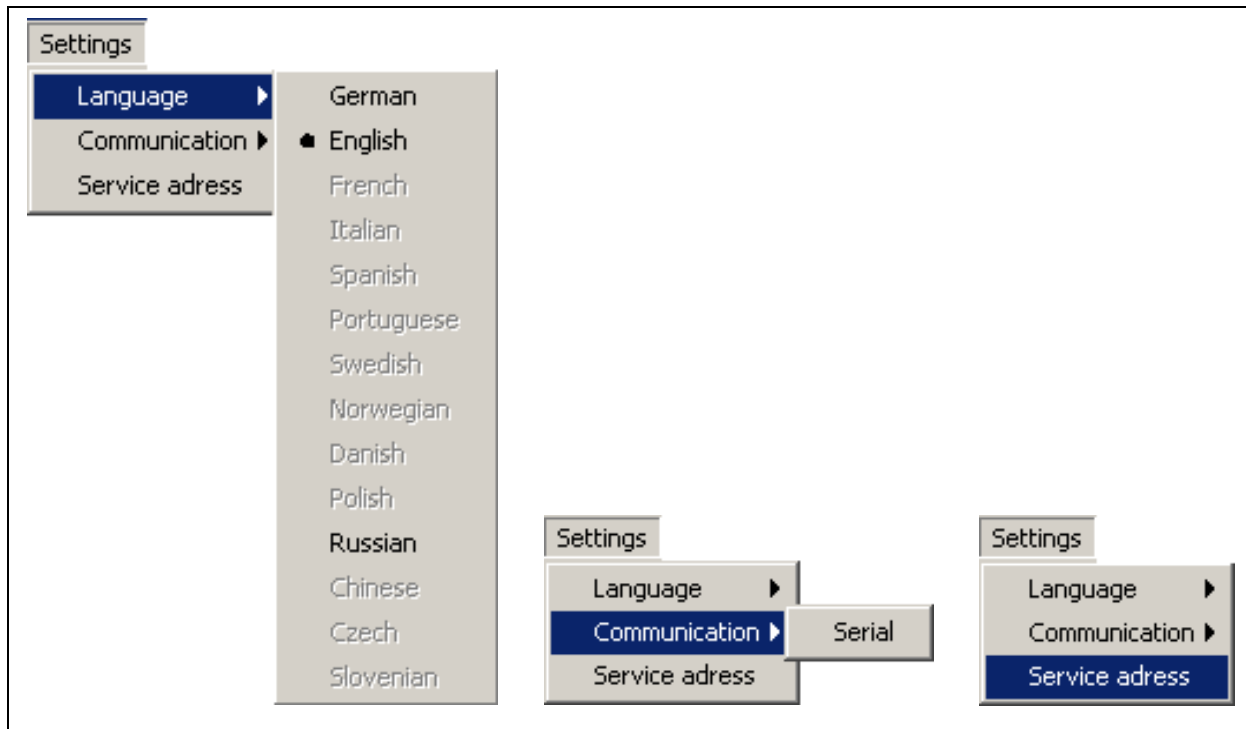 Settings
Language
Communication
Service adress
German
English
French
Italian
Spanish
Portuguese
Swedish
Norwegian
Danish
Polish
Russian
Chinese
Czech
Slovenian
Settings
Language
Communication
Serial
Service adress
Settings
Language
Communication
Service adress